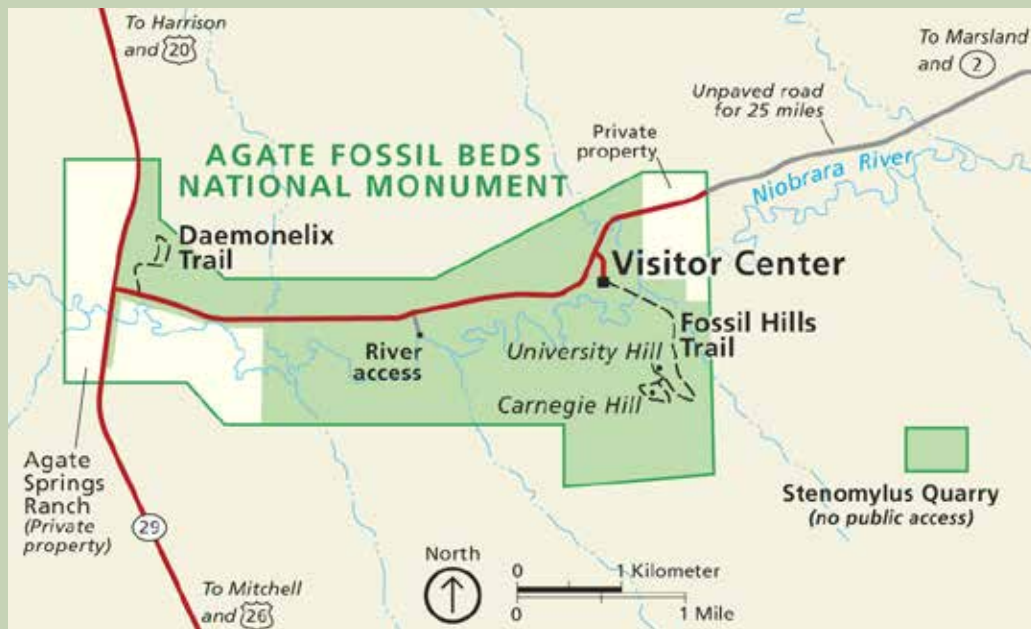 To Harrison
and 20
To Marsland
and 2
Unpaved road
for 25 miles
Private
property
AGATE FOSSIL BEDS
NATIONAL MONUMENT
Niobrara River
Daemonelix
Trail
Visitor Center
Fossil Hills
Trail
River
access
University Hill
Carnegie Hill
Agate
Springs
Ranch
(Private
property)
29
Stenomylus Quarry
(no public access)
North
0 1 Kilometer
0 1 Mile
To Mitchell
and 26